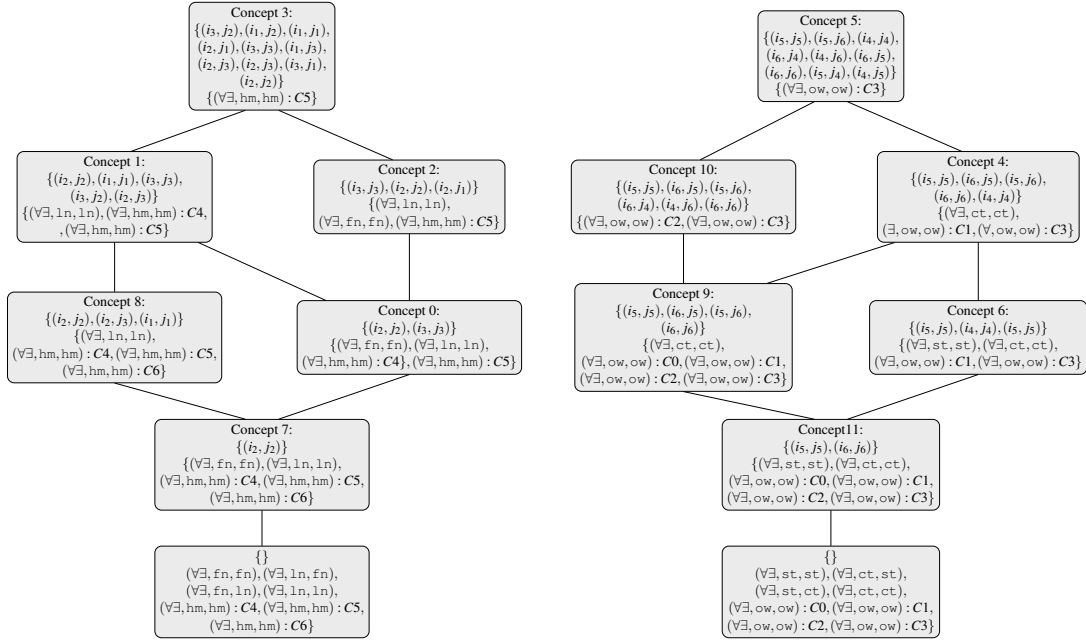 Concept 3:
{(i₃, j₂),(i₁, j₂),(i₁, j₁),
(i₂, j₁),(i₃, j₃),(i₁, j₃),
(i₂, j₃),(i₂, j₃),(i₃, j₁),
(i₂, j₂)}
{(∀∃,hm,hm) : C5}
Concept 5:
{(i₅, j₅),(i₅, j₆),(i₄, j₄),
(i₆, j₄),(i₄, j₆),(i₆, j₅),
(i₆, j₆),(i₅, j₄),(i₄, j₅)}
{(∀∃,ow,ow) : C3}
Concept 1:
{(i₂, j₂),(i₁, j₁),(i₃, j₃),
(i₃, j₂),(i₂, j₃)}
{(∀∃,ln,ln),(∀∃,hm,hm) : C4,
,(∀∃,hm,hm) : C5}
Concept 2:
{(i₃, j₃),(i₂, j₂),(i₂, j₁)}
{(∀∃,ln,ln),
(∀∃,fn,fn),(∀∃,hm,hm) : C5}
Concept 10:
{(i₅, j₅),(i₆, j₅),(i₅, j₆),
(i₆, j₄),(i₄, j₆),(i₆, j₆)}
{(∀∃,ow,ow) : C2,(∀∃,ow,ow) : C3}
Concept 4:
{(i₅, j₅),(i₆, j₅),(i₅, j₆),
(i₆, j₆),(i₄, j₄)}
{(∀∃,ct,ct),
(∃,ow,ow) : C1,(∀,ow,ow) : C3}
Concept 8:
{(i₂, j₂),(i₂, j₃),(i₁, j₁)}
{(∀∃,ln,ln),
(∀∃,hm,hm) : C4,(∀∃,hm,hm) : C5,
(∀∃,hm,hm) : C6}
Concept 0:
{(i₂, j₂),(i₃, j₃)}
{(∀∃,fn,fn),(∀∃,ln,ln),
(∀∃,hm,hm) : C4},(∀∃,hm,hm) : C5}
Concept 9:
{(i₅, j₅),(i₆, j₅),(i₅, j₆),
(i₆, j₆)}
{(∀∃,ct,ct),
(∀∃,ow,ow) : C0,(∀∃,ow,ow) : C1,
(∀∃,ow,ow) : C2,(∀∃,ow,ow) : C3}
Concept 6:
{(i₅, j₅),(i₄, j₄),(i₅, j₅)}
{(∀∃,st,st),(∀∃,ct,ct),
(∀∃,ow,ow) : C1,(∀∃,ow,ow) : C3}
Concept 7:
{(i₂, j₂)}
{(∀∃,fn,fn),(∀∃,ln,ln),
(∀∃,hm,hm) : C4,(∀∃,hm,hm) : C5,
(∀∃,hm,hm) : C6}
Concept11:
{(i₅, j₅),(i₆, j₆)}
{(∀∃,st,st),(∀∃,ct,ct),
(∀∃,ow,ow) : C0,(∀∃,ow,ow) : C1,
(∀∃,ow,ow) : C2,(∀∃,ow,ow) : C3}
{}
(∀∃,fn,fn),(∀∃,ln,fn),
(∀∃,fn,ln),(∀∃,ln,ln),
(∀∃,hm,hm) : C4,(∀∃,hm,hm) : C5,
(∀∃,hm,hm) : C6}
{}
(∀∃,st,st),(∀∃,ct,st),
(∀∃,st,ct),(∀∃,ct,ct),
(∀∃,ow,ow) : C0,(∀∃,ow,ow) : C1,
(∀∃,ow,ow) : C2,(∀∃,ow,ow) : C3}